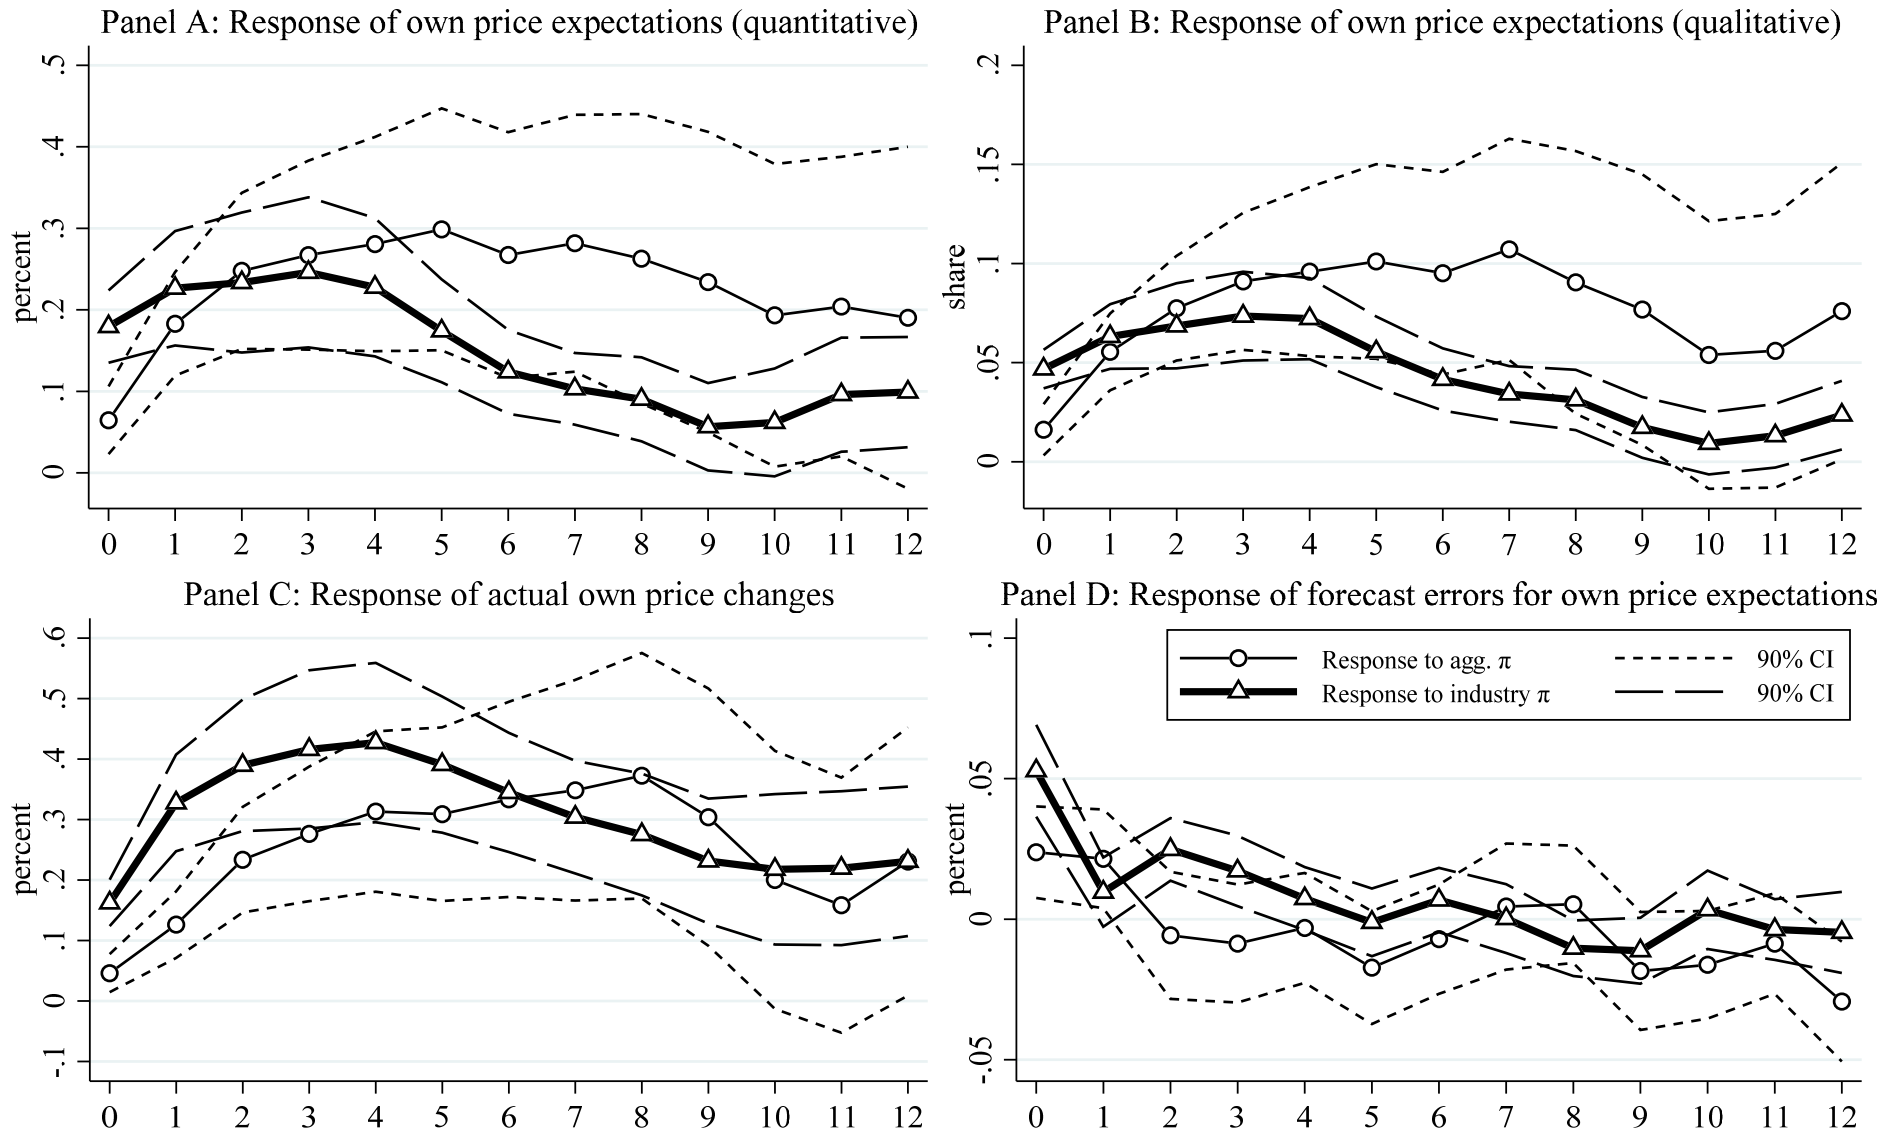 Panel A: Response of own price expectations (quantitative)
percent
.5
.4
.3
.2
.1
0
0 1 2 3 4 5 6 7 8 9 10 11 12
Panel B: Response of own price expectations (qualitative)
share
.2
.15
.1
.05
0
0 1 2 3 4 5 6 7 8 9 10 11 12
Panel C: Response of actual own price changes
percent
.6
.5
.4
.3
.2
.1
0
-.1
0 1 2 3 4 5 6 7 8 9 10 11 12
Panel D: Response of forecast errors for own price expectations
percent
.1
.05
0
-.05
Response to agg. π 90% CI
Response to industry π 90% CI
0 1 2 3 4 5 6 7 8 9 10 11 12